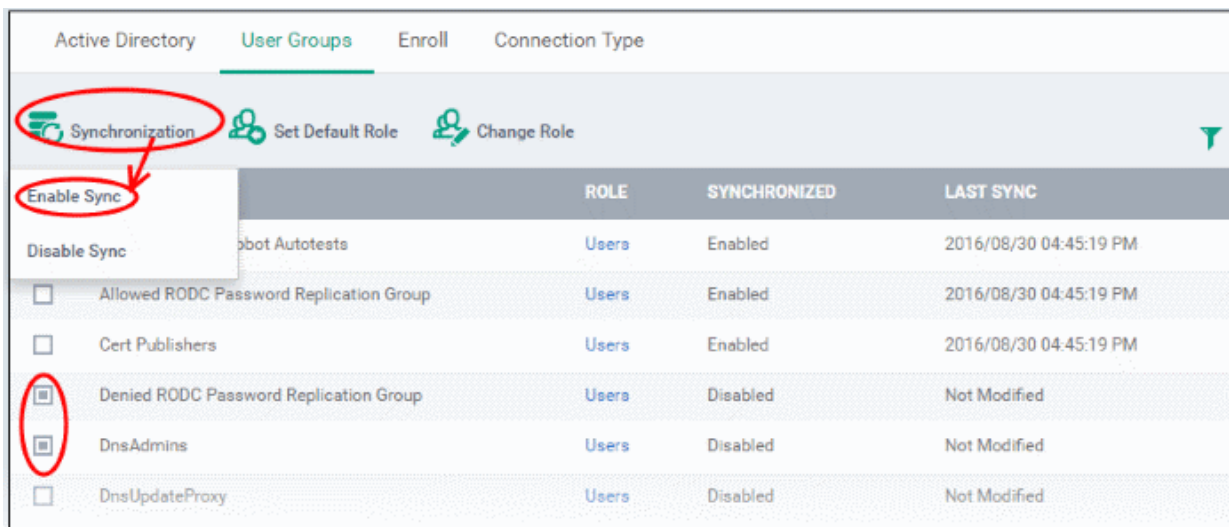 Active Directory User Groups Enroll Connection Type
Synchronization Set Default Role Change Role
Enable Sync ROLE SYNCHRONIZED LAST SYNC
Disable Sync Autotests Users Enabled 2016/08/30 04:45:19 PM
Allowed RODC Password Replication Group Users Enabled 2016/08/30 04:45:19 PM
Cert Publishers Users Enabled 2016/08/30 04:45:19 PM
Denied RODC Password Replication Group Users Disabled Not Modified
DnsAdmins Users Disabled Not Modified
DnsUpdateProxy Users Disabled Not Modified